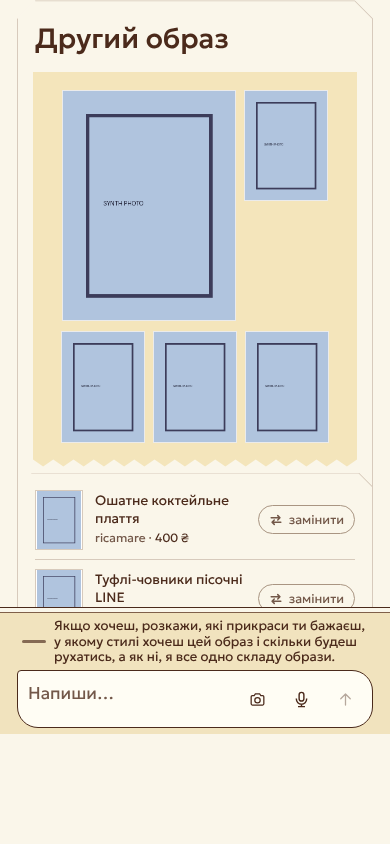 Другий образ
SYNTH PHOTO
Ошатне коктейльне
плаття
ricamare · 400 ₴
замінити
Туфлі-човники пісочні
LINE
замінити
Якщо хочеш, розкажи, які прикраси ти бажаєш,
у якому стилі хочеш цей образ і скільки будеш
рухатись, а як ні, я все одно складу образи.
Напиши...